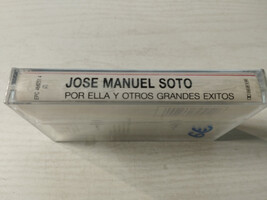 JOSE MANUEL SOTO
POR ELLA Y OTROS GRANDES EXITOS